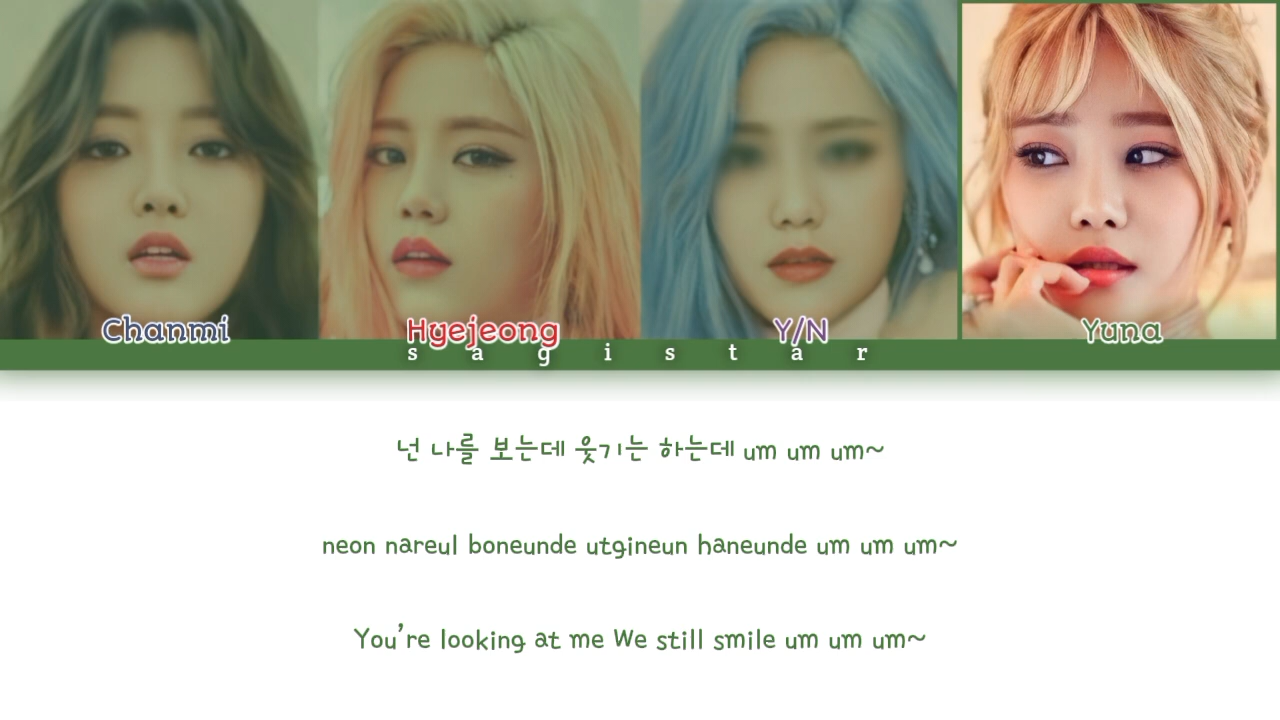 Chanmi Hyejeong Y/N Yuna
s a g i s t a r
넌 나를 보는데 웃기는 하는데 um um um~
neon nareul boneunde utgineun haneunde um um um~
You're looking at me We still smile um um um~